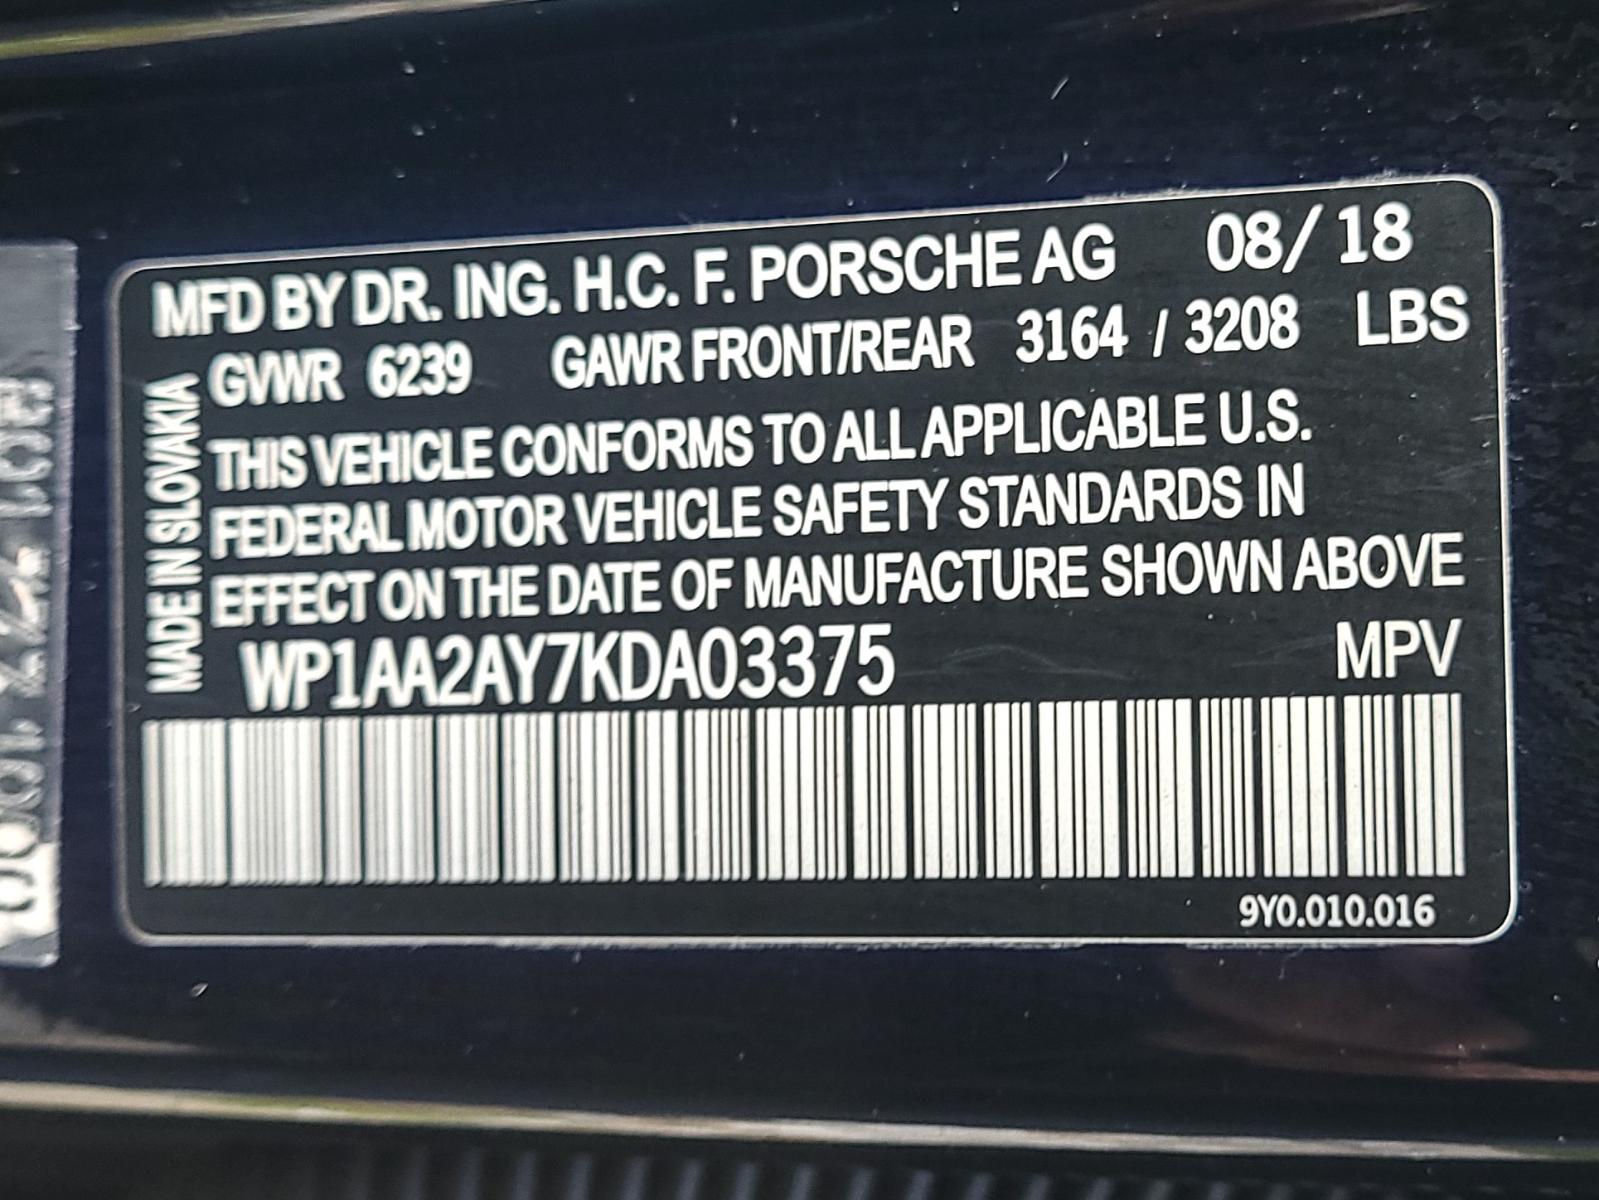 MFD BY DR. ING. H.C. F. PORSCHE AG 08/18
GVWR 6239 GAWR FRONT/REAR 3164 / 3208 LBS
MADE IN SLOVAKIA
THIS VEHICLE CONFORMS TO ALL APPLICABLE U.S.
FEDERAL MOTOR VEHICLE SAFETY STANDARDS IN
EFFECT ON THE DATE OF MANUFACTURE SHOWN ABOVE
WP1AA2AY7KDA03375 MPV
9Y0.010.016